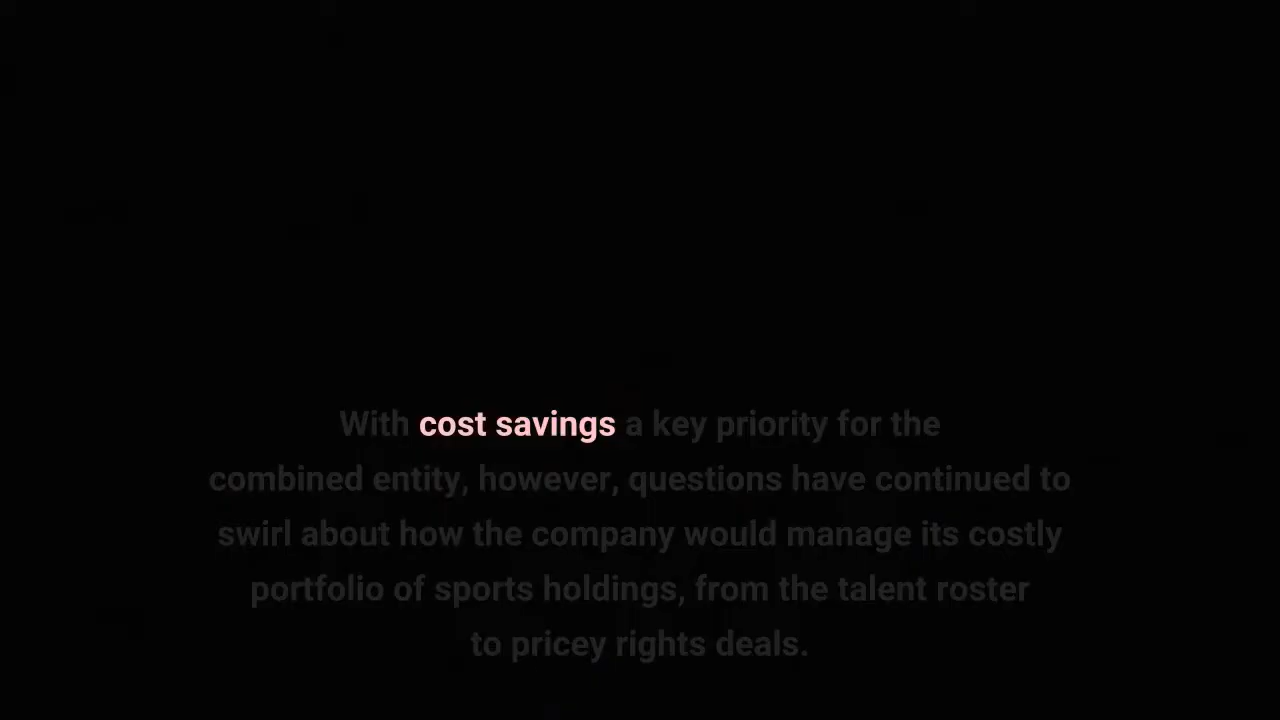 With cost savings a key priority for the
combined entity, however, questions have continued to
swirl about how the company would manage its costly
portfolio of sports holdings, from the talent roster
to pricey rights deals.